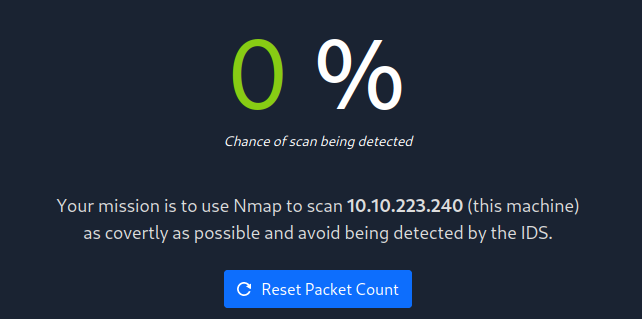 0 %
Chance of scan being detected
Your mission is to use Nmap to scan 10.10.223.240 (this machine)
as covertly as possible and avoid being detected by the IDS.
Reset Packet Count